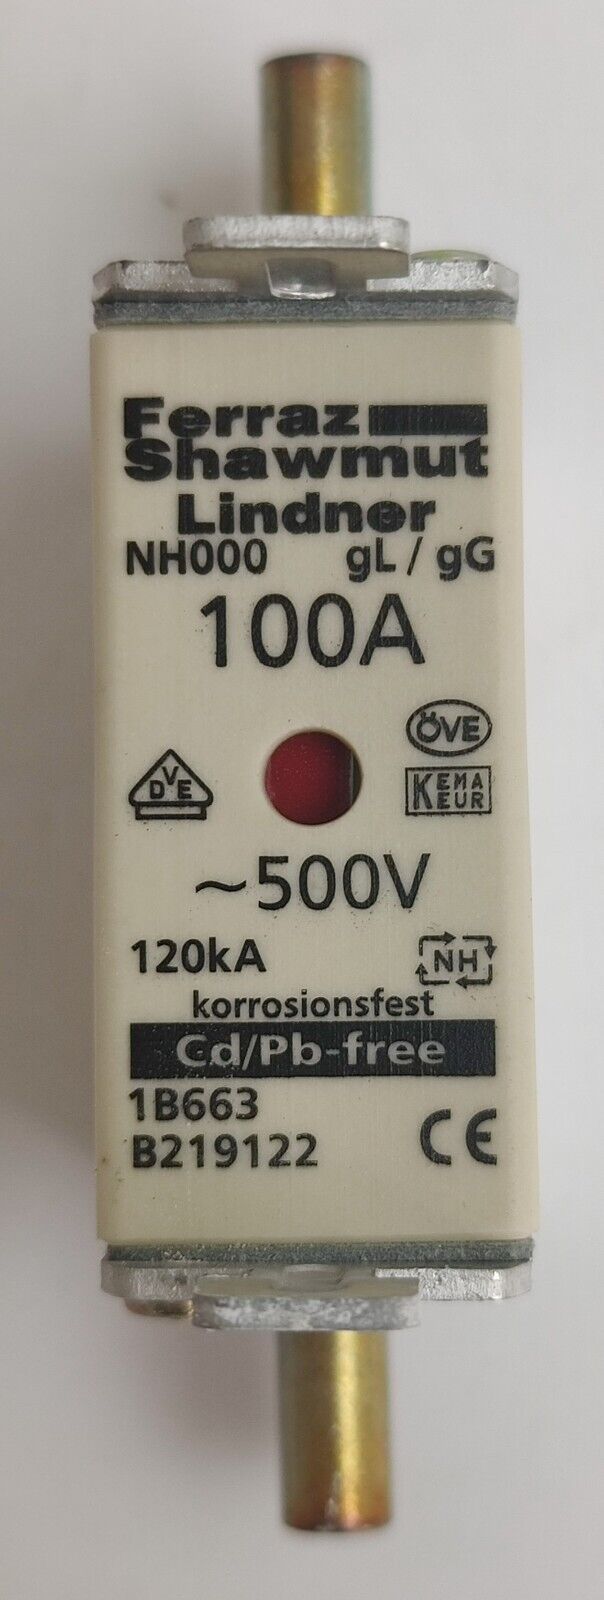 Ferraz
Shawmut
Lindner
NH000 gL / gG
100A
ÖVE
DVE
KEMA
EUR
~500V
120kA
NH
korrosionsfest
Cd/Pb-free
1B663
B219122 CE